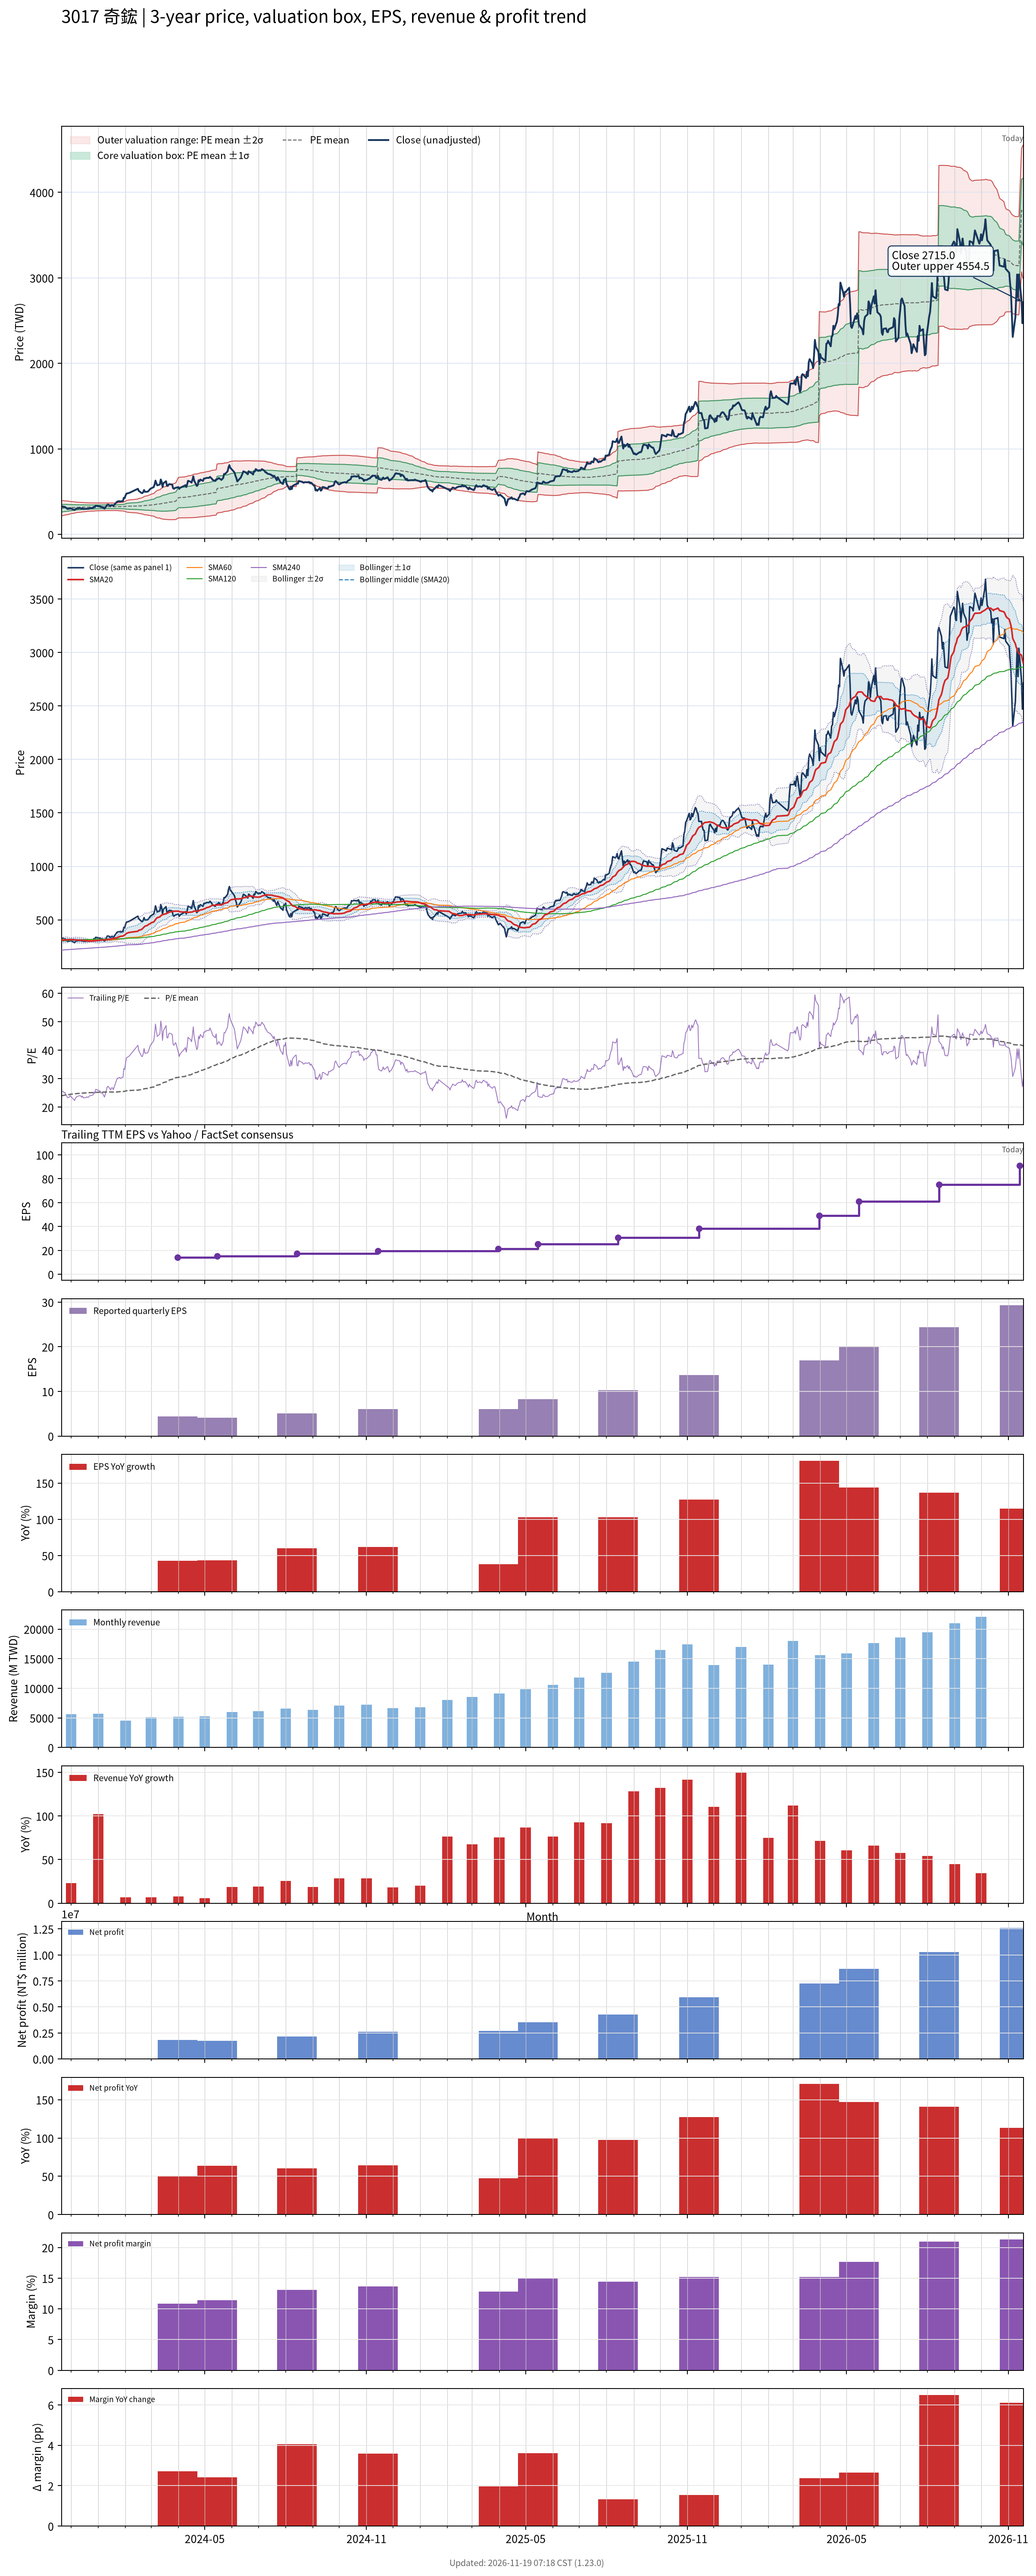 3017 奇鋐 | 3-year price, valuation box, EPS, revenue & profit trend
Outer valuation range: PE mean ±2σ
PE mean
Close (unadjusted)
Core valuation box: PE mean ±1σ
Today
Close 2715.0
Outer upper 4554.5
Price (TWD)
4000
3000
2000
1000
0
Close (same as panel 1)
SMA60
SMA240
Bollinger ±1σ
SMA20
SMA120
Bollinger ±2σ
Bollinger middle (SMA20)
Price
3500
3000
2500
2000
1500
1000
500
Trailing P/E
P/E mean
P/E
60
50
40
30
20
Trailing TTM EPS vs Yahoo / FactSet consensus
Today
EPS
100
80
60
40
20
0
Reported quarterly EPS
EPS
30
20
10
0
EPS YoY growth
YoY (%)
150
100
50
0
Monthly revenue
Revenue (M TWD)
20000
15000
10000
5000
0
Revenue YoY growth
YoY (%)
150
100
50
0
Month
1e7
Net profit
Net profit (NT$ million)
1.25
1.00
0.75
0.50
0.25
0.00
Net profit YoY
YoY (%)
150
100
50
0
Net profit margin
Margin (%)
20
15
10
5
0
Margin YoY change
Δ margin (pp)
6
4
2
0
2024-05
2024-11
2025-05
2025-11
2026-05
2026-11
Updated: 2026-11-19 07:18 CST (1.23.0)